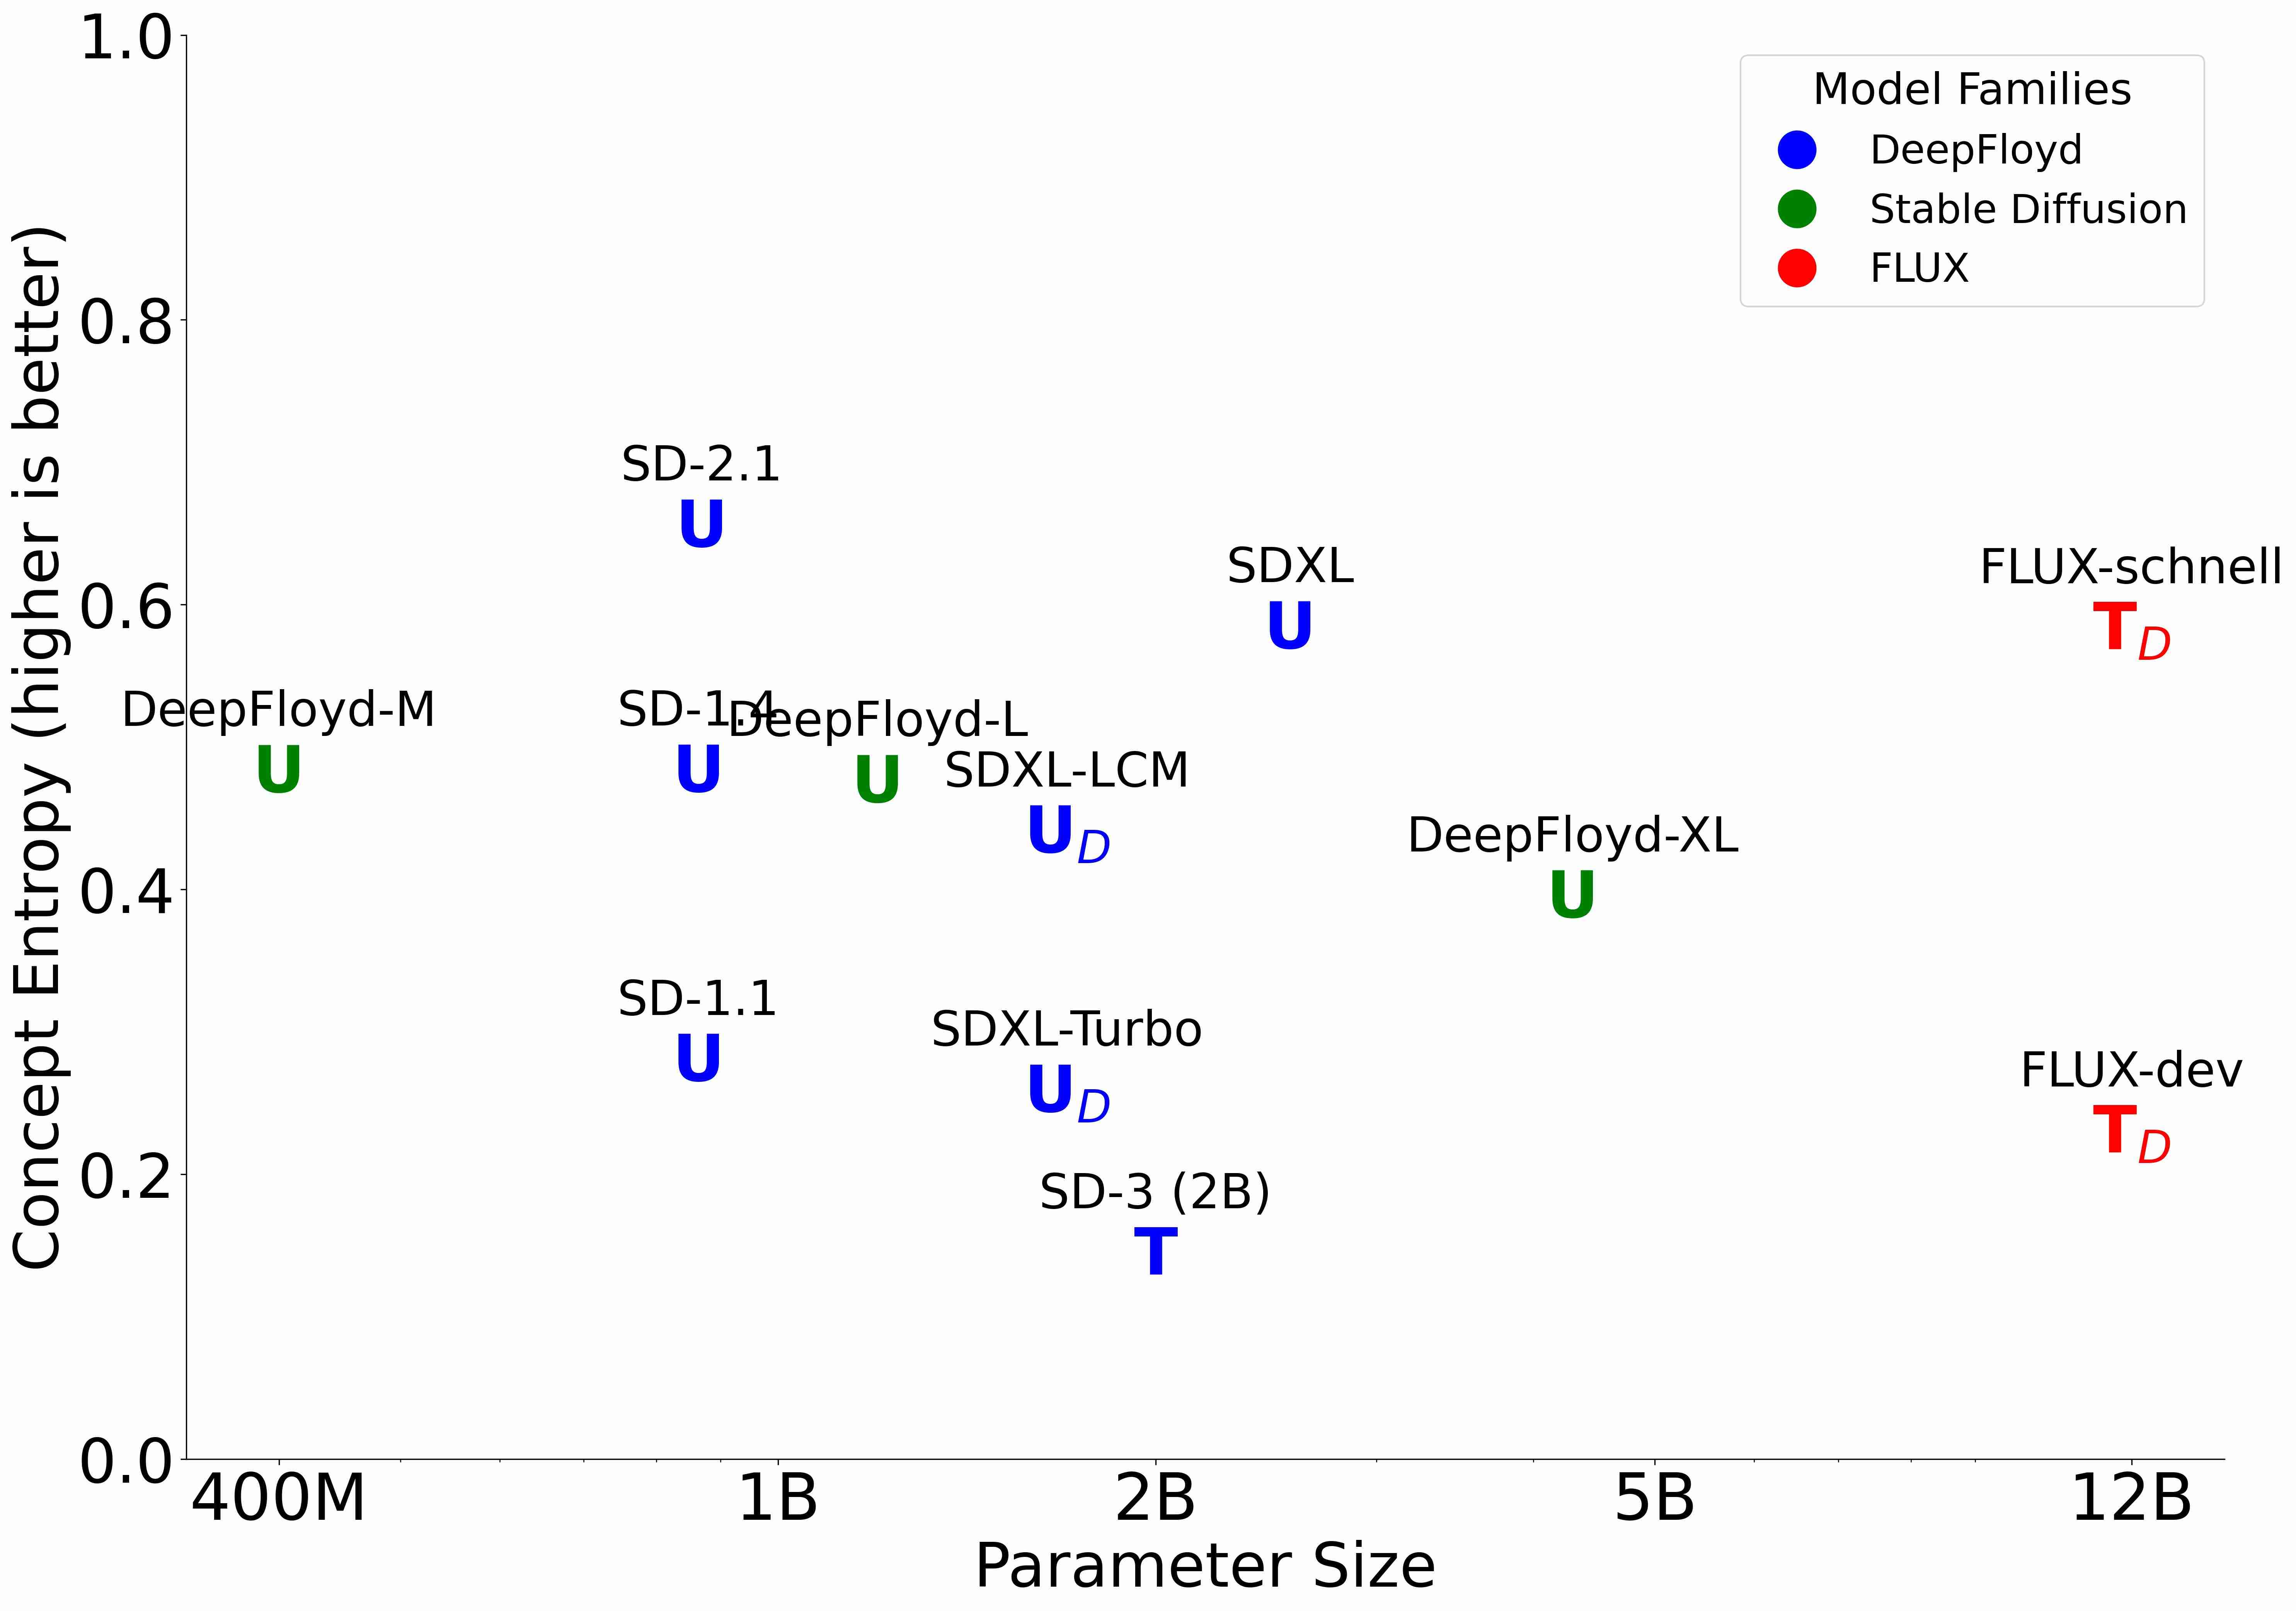 Concept Entropy (higher is better)
1.0
0.8
0.6
0.4
0.2
0.0
Model Families
DeepFloyd
Stable Diffusion
FLUX
SD-2.1
U
SDXL
U
FLUX-schnell
T_D
DeepFloyd-M
U
SD-1.4
U
DeepFloyd-L
U
SDXL-LCM
U_D
DeepFloyd-XL
U
SD-1.1
U
SDXL-Turbo
U_D
FLUX-dev
T_D
SD-3 (2B)
T
400M 1B 2B 5B 12B
Parameter Size